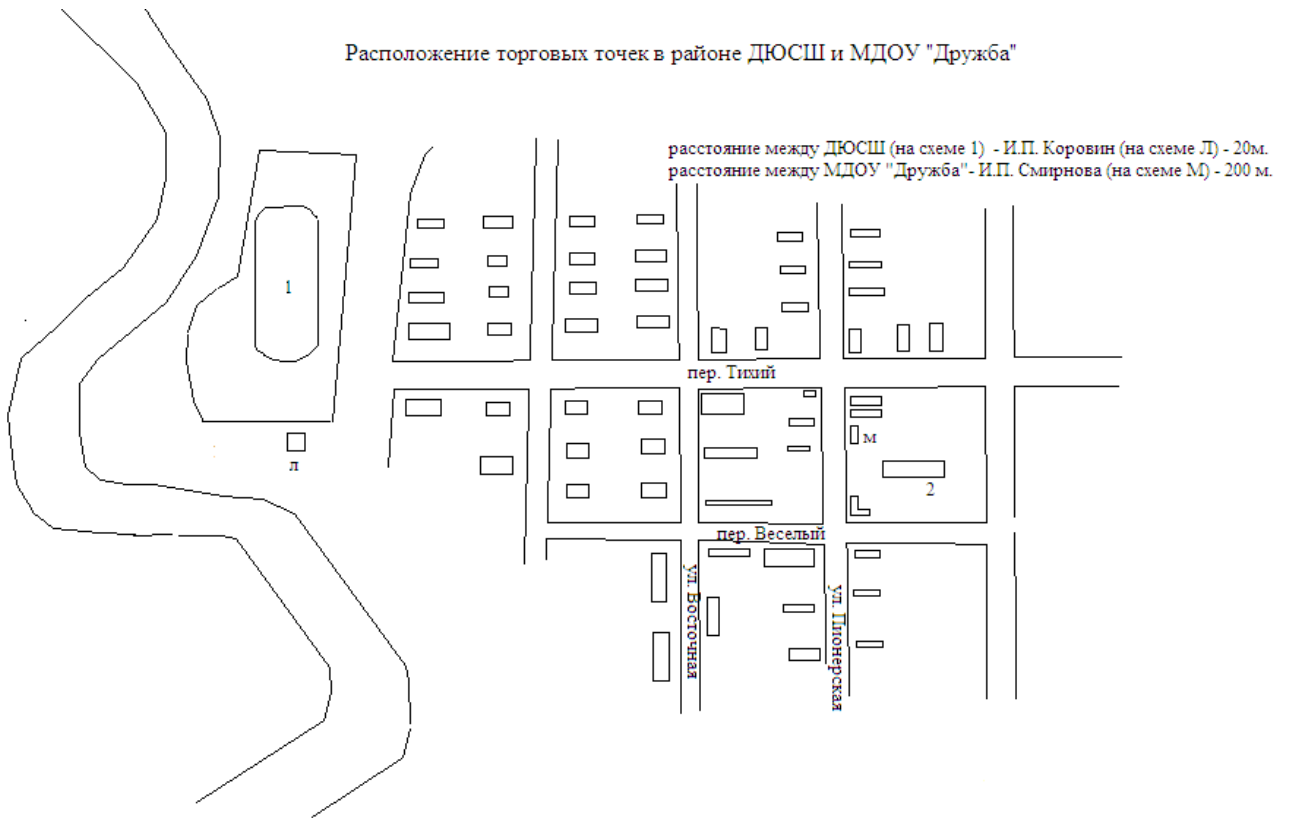 Расположение торговых точек в районе ДЮСШ и МДОУ "Дружба"
расстояние между ДЮСШ (на схеме 1) - И.П. Коровин (на схеме Л) - 20м.
расстояние между МДОУ "Дружба"- И.П. Смирнова (на схеме М) - 200 м.
1
пер. Тихий
м
л
2
пер. Веселый
ул. Восточная
ул. Пионерская